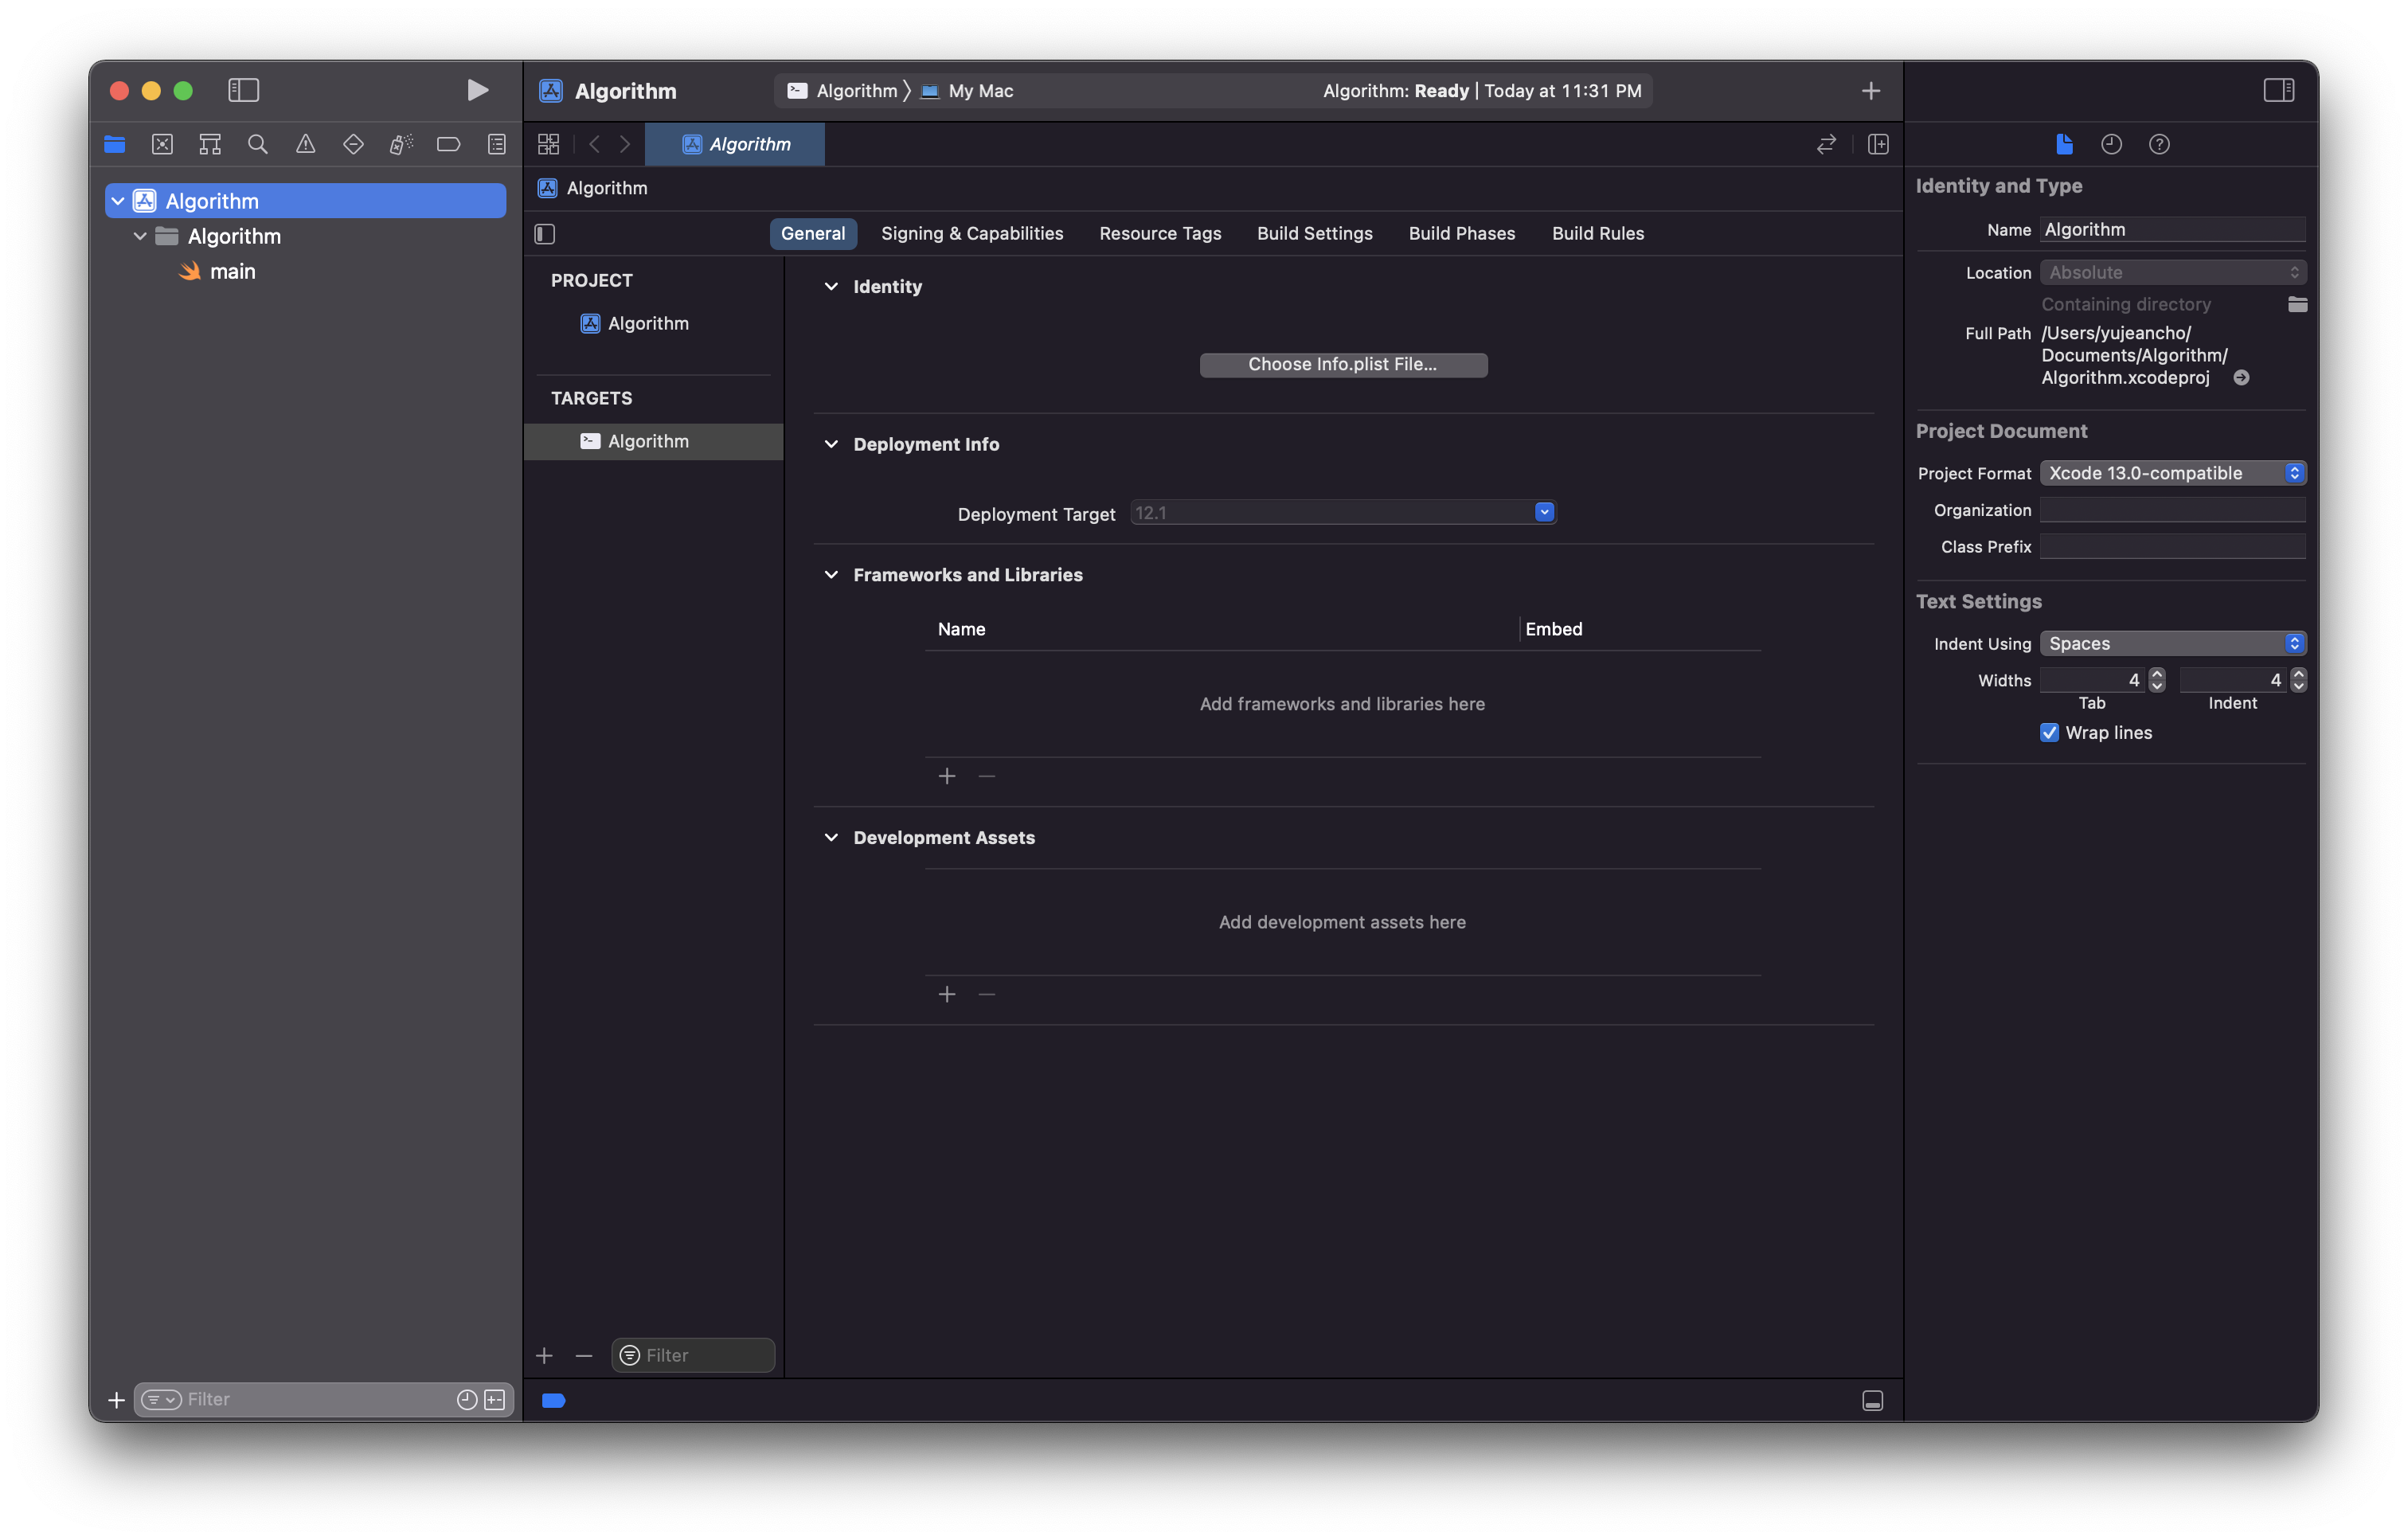 Algorithm
Algorithm
main
Filter
Algorithm
Algorithm
My Mac
Algorithm: Ready | Today at 11:31 PM
Algorithm
Algorithm
General
Signing & Capabilities
Resource Tags
Build Settings
Build Phases
Build Rules
PROJECT
Algorithm
TARGETS
Algorithm
Filter
Identity
Choose Info.plist File...
Deployment Info
Deployment Target 12.1
Frameworks and Libraries
Name
Embed
Add frameworks and libraries here
Development Assets
Add development assets here
Identity and Type
Name Algorithm
Location Absolute
Containing directory
Full Path /Users/yujeancho/
Documents/Algorithm/
Algorithm.xcodeproj
Project Document
Project Format Xcode 13.0-compatible
Organization
Class Prefix
Text Settings
Indent Using Spaces
Widths 4 4
Tab Indent
Wrap lines